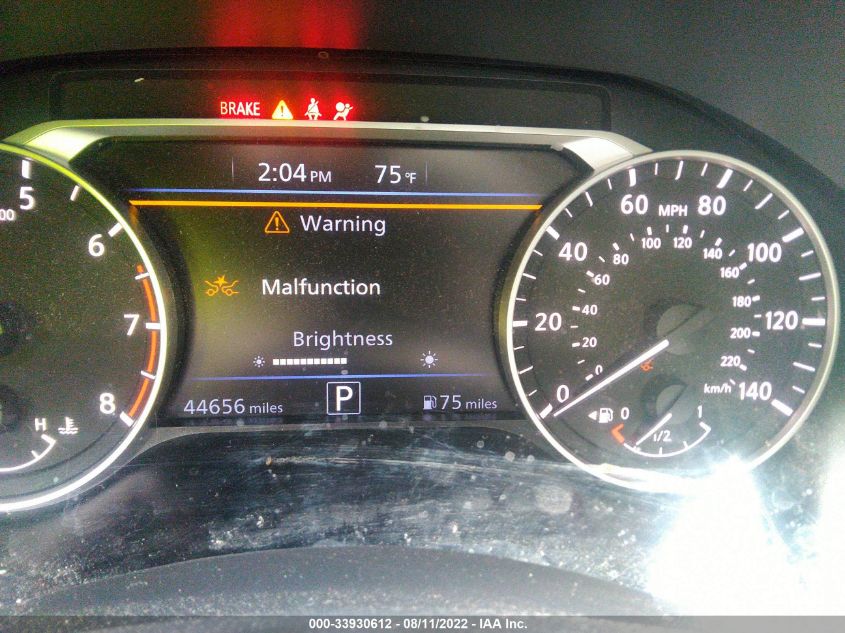 BRAKE
2:04 PM 75 °F
Warning
Malfunction
Brightness
44656 miles P 75 miles
5
6
7
8
H
00
0 20 40 60 80 100 120 140
MPH
0 20 40 60 80 100 120 140 160 180 200 220
km/h
0 1/2 1
000-33930612 - 08/11/2022 - IAA Inc.